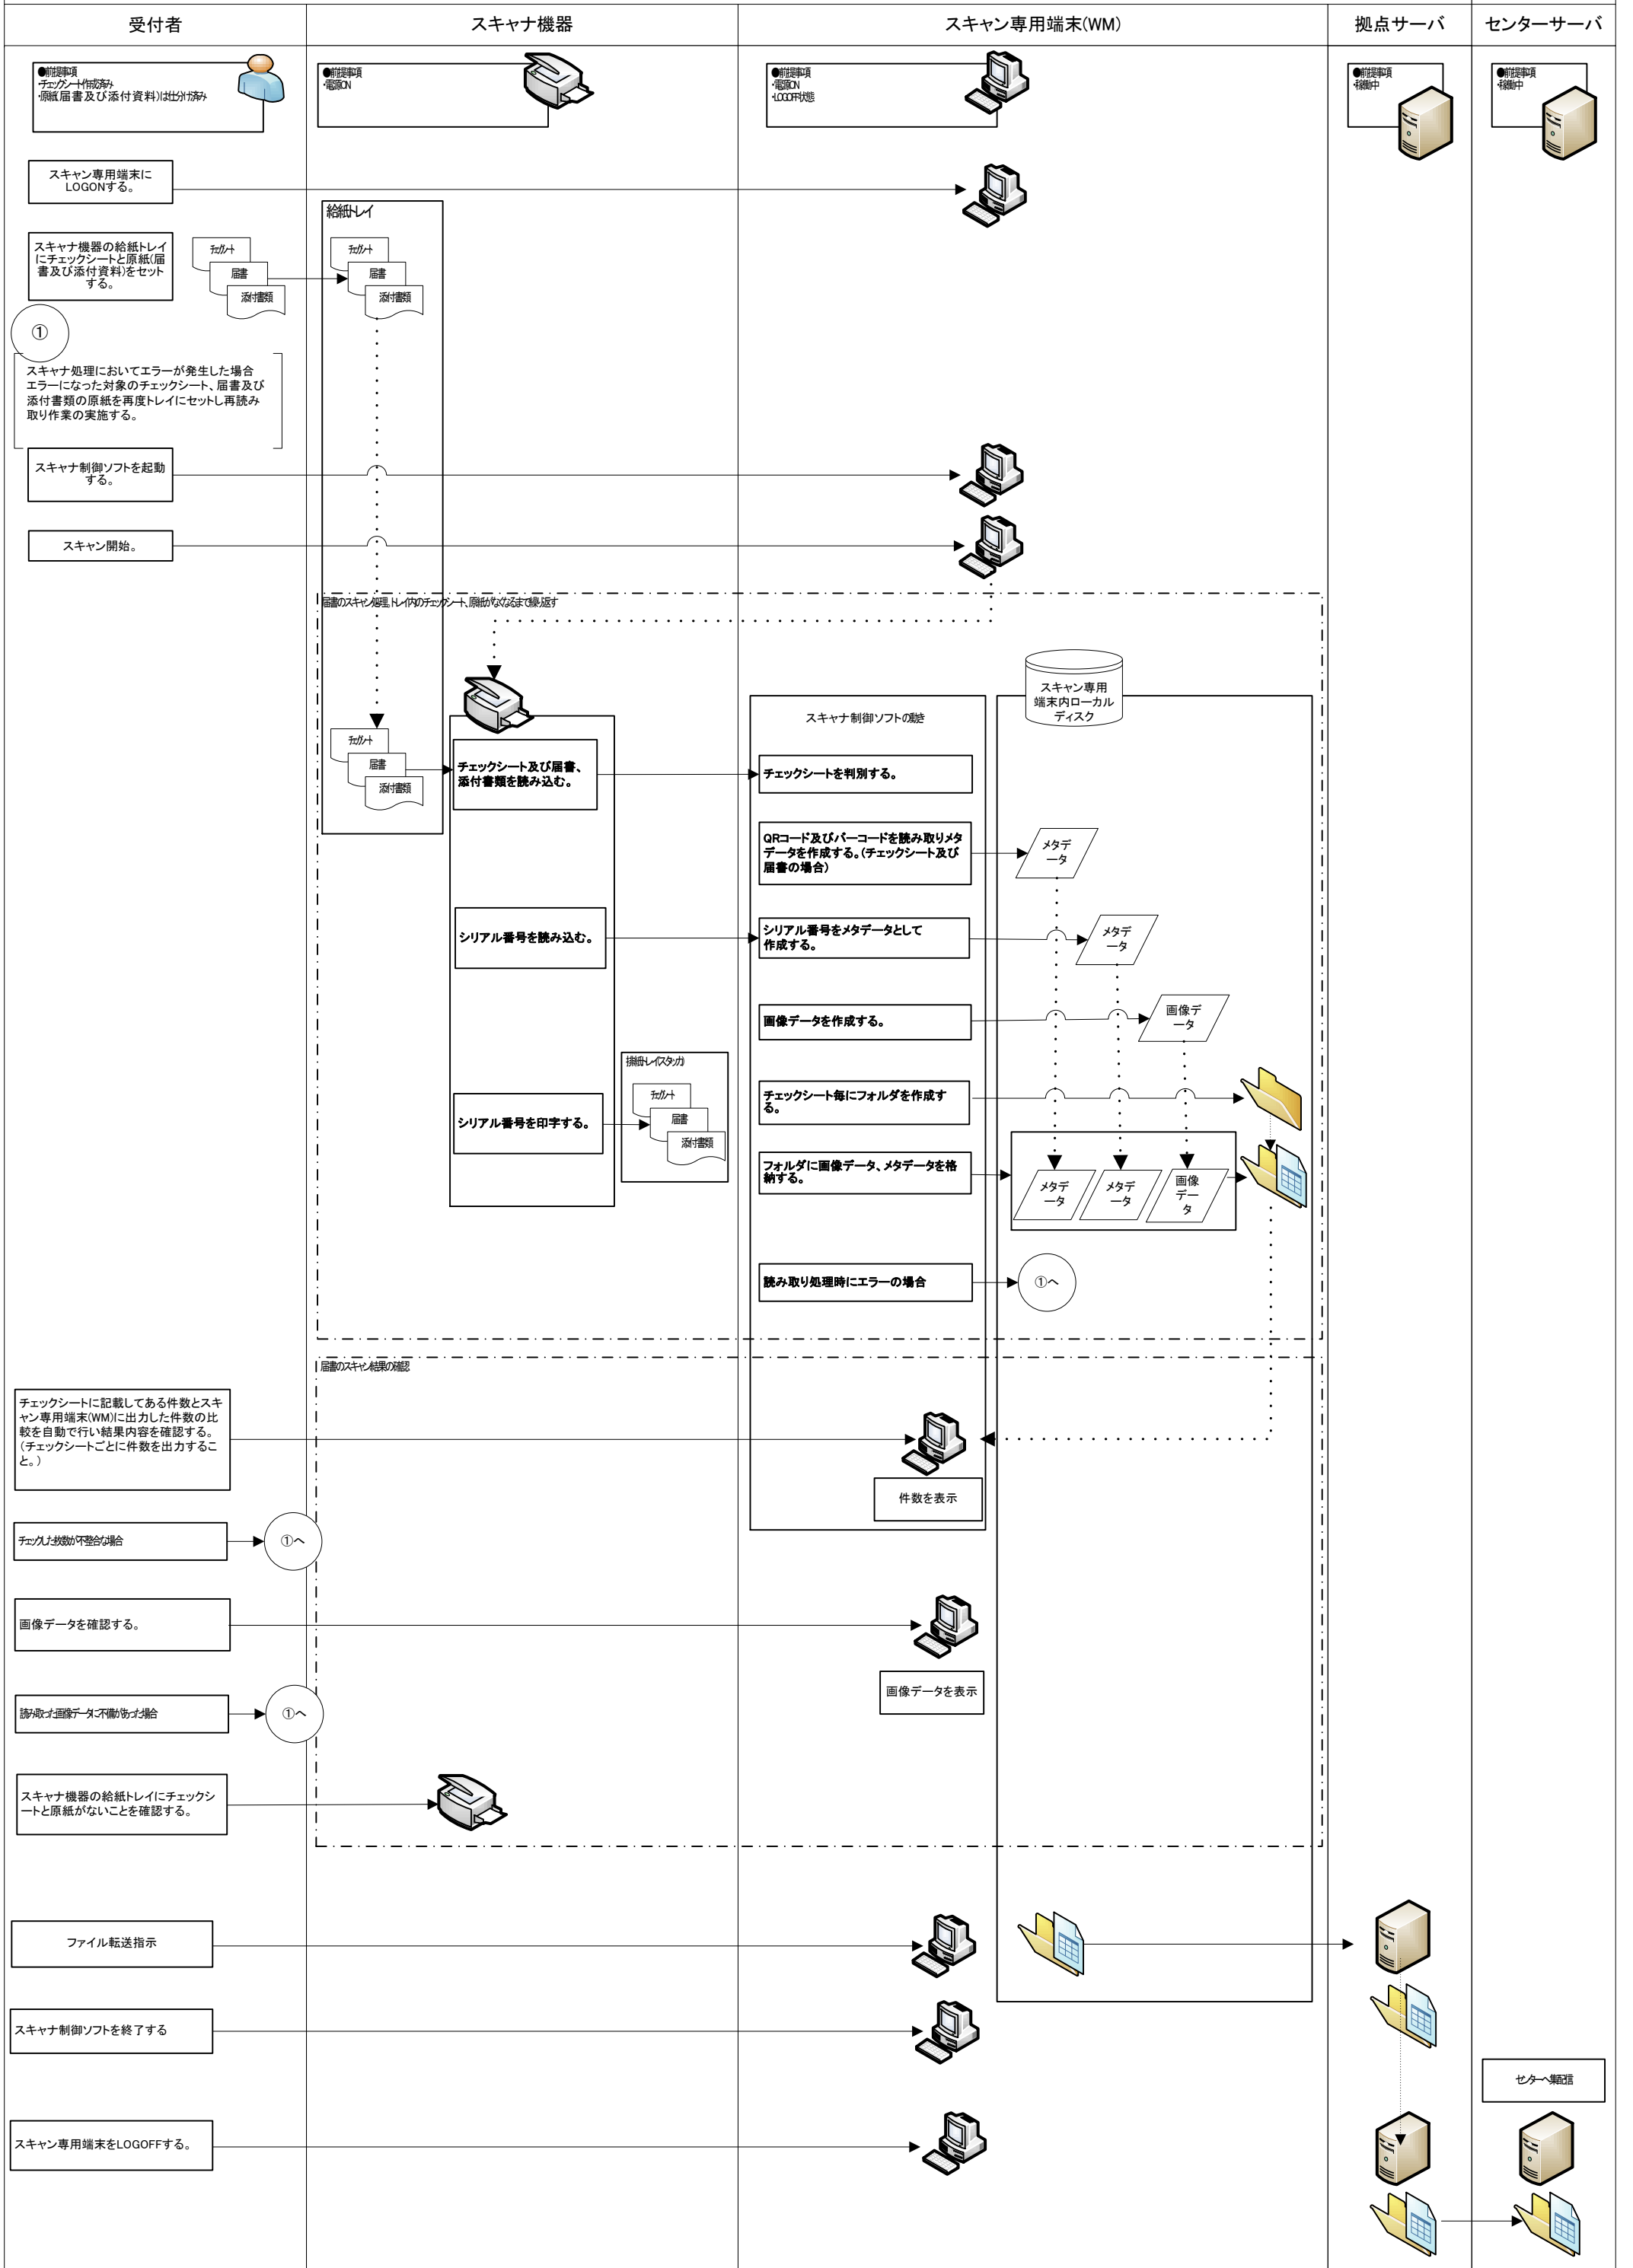 受付者
スキャナ機器
スキャン専用端末(WM)
拠点サーバ
センターサーバ
●前提事項
・チェックシート作成済み
・原紙(届書及び添付資料)は仕分け済み
●前提事項
・電源ON
●前提事項
・電源ON
・LOGOFF状態
●前提事項
・稼働中
●前提事項
・稼働中
スキャン専用端末に
LOGONする。
給紙トレイ
スキャナ機器の給紙トレイ
にチェックシートと原紙(届
書及び添付資料)をセット
する。
チェックシート
届書
添付書類
チェックシート
届書
添付書類
①
スキャナ処理においてエラーが発生した場合
エラーになった対象のチェックシート、届書及び
添付書類の原紙を再度トレイにセットし再読み
取り作業の実施する。
スキャナ制御ソフトを起動
する。
スキャン開始。
届書のスキャン処理。トレイ内のチェックシート、原紙がなくなるまで繰り返す
スキャン専用
端末内ローカル
ディスク
スキャナ制御ソフトの動き
チェックシート
届書
添付書類
チェックシート及び届書、
添付書類を読み込む。
チェックシートを判別する。
QRコード及びバーコードを読み取りメタ
データを作成する。(チェックシート及び
届書の場合)
メタデ
ータ
シリアル番号を読み込む。
シリアル番号をメタデータとして
作成する。
メタデ
ータ
画像データを作成する。
画像デ
ータ
排紙トレイ(スタッカ)
チェックシート
届書
添付書類
シリアル番号を印字する。
チェックシート毎にフォルダを作成す
る。
フォルダに画像データ、メタデータを格
納する。
メタデ
ータ
メタデ
ータ
画像
デー
タ
読み取り処理時にエラーの場合
①へ
届書のスキャン結果の確認
チェックシートに記載してある件数とスキ
ャン専用端末(WM)に出力した件数の比
較を自動で行い結果内容を確認する。
(チェックシートごとに件数を出力するこ
と。)
件数を表示
チェックした枚数が不整合な場合
①へ
画像データを確認する。
画像データを表示
読み取った画像データに不備があった場合
①へ
スキャナ機器の給紙トレイにチェックシ
ートと原紙がないことを確認する。
ファイル転送指示
スキャナ制御ソフトを終了する
センターへ集配信
スキャン専用端末をLOGOFFする。